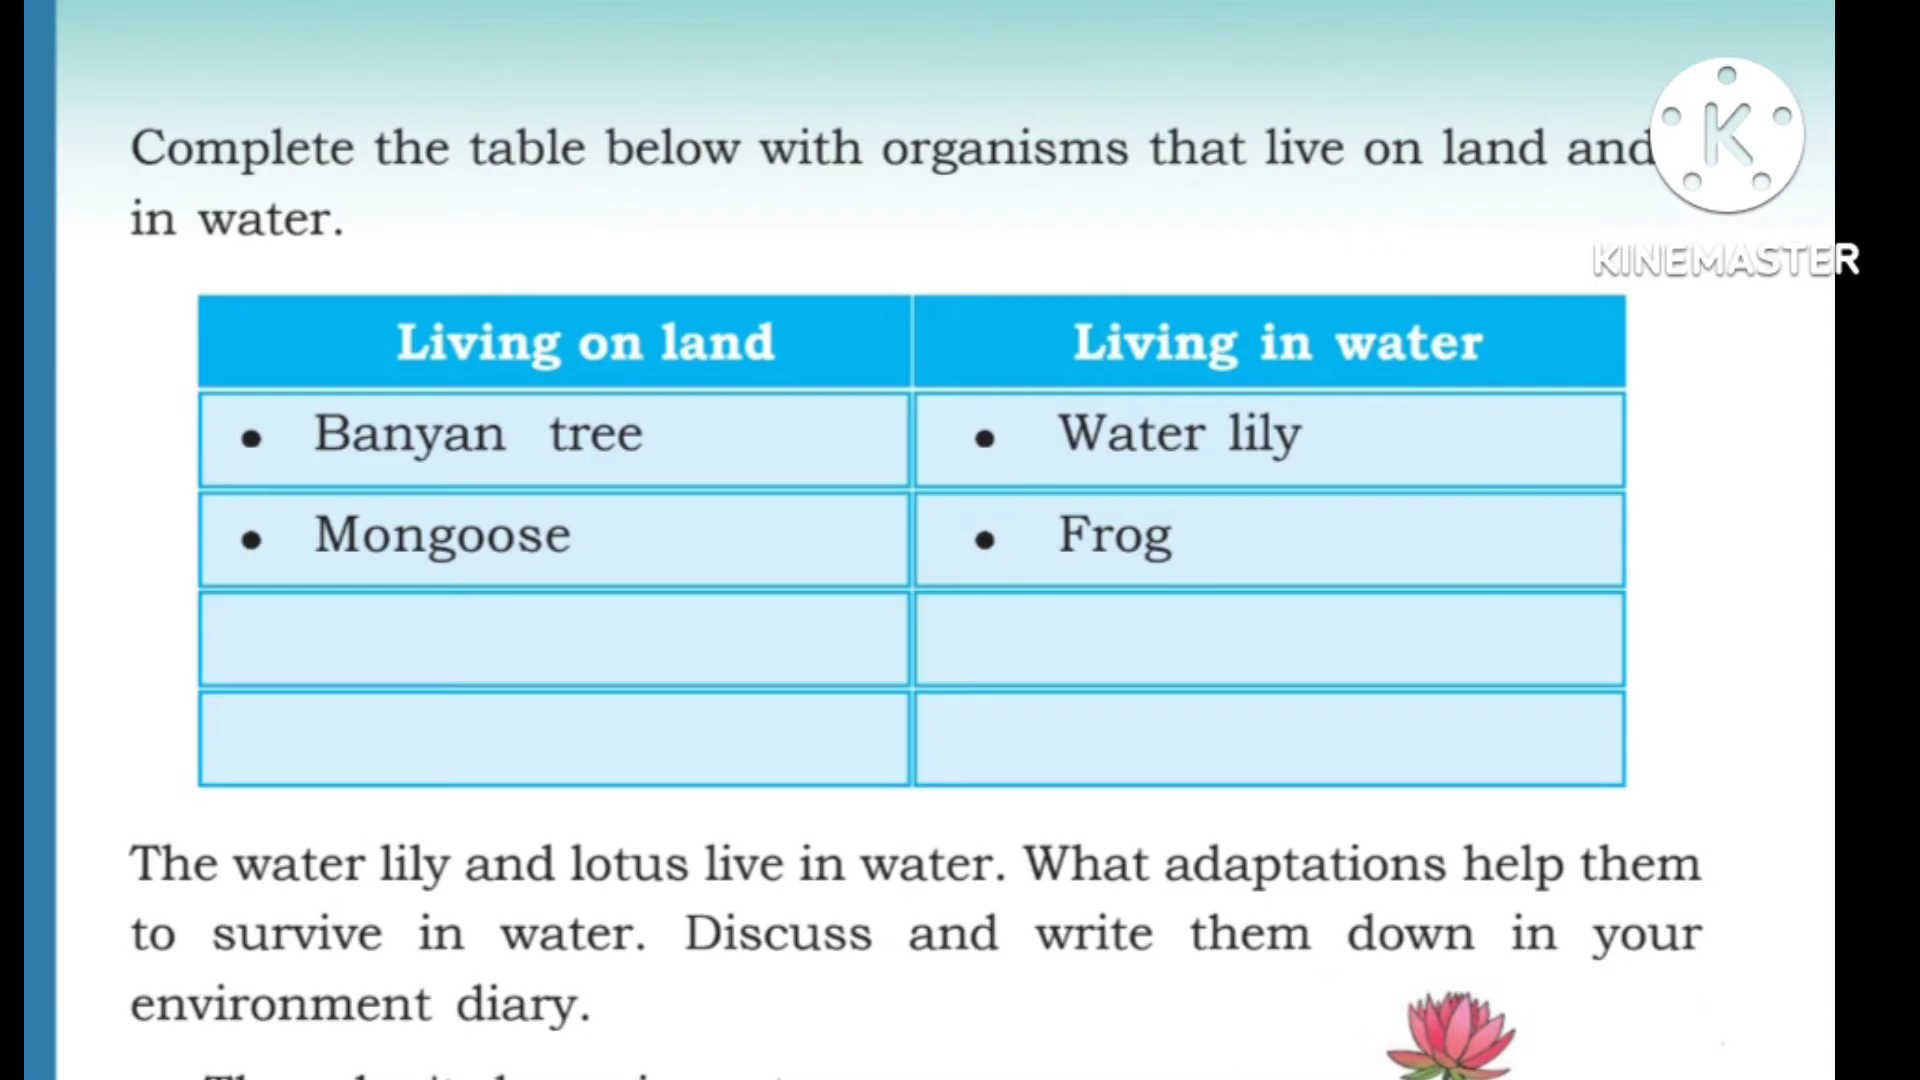 Complete the table below with organisms that live on land and
in water.
K
KINEMASTER
Living on land
Living in water
• Banyan tree
• Water lily
• Mongoose
• Frog
The water lily and lotus live in water. What adaptations help them
to survive in water. Discuss and write them down in your
environment diary.